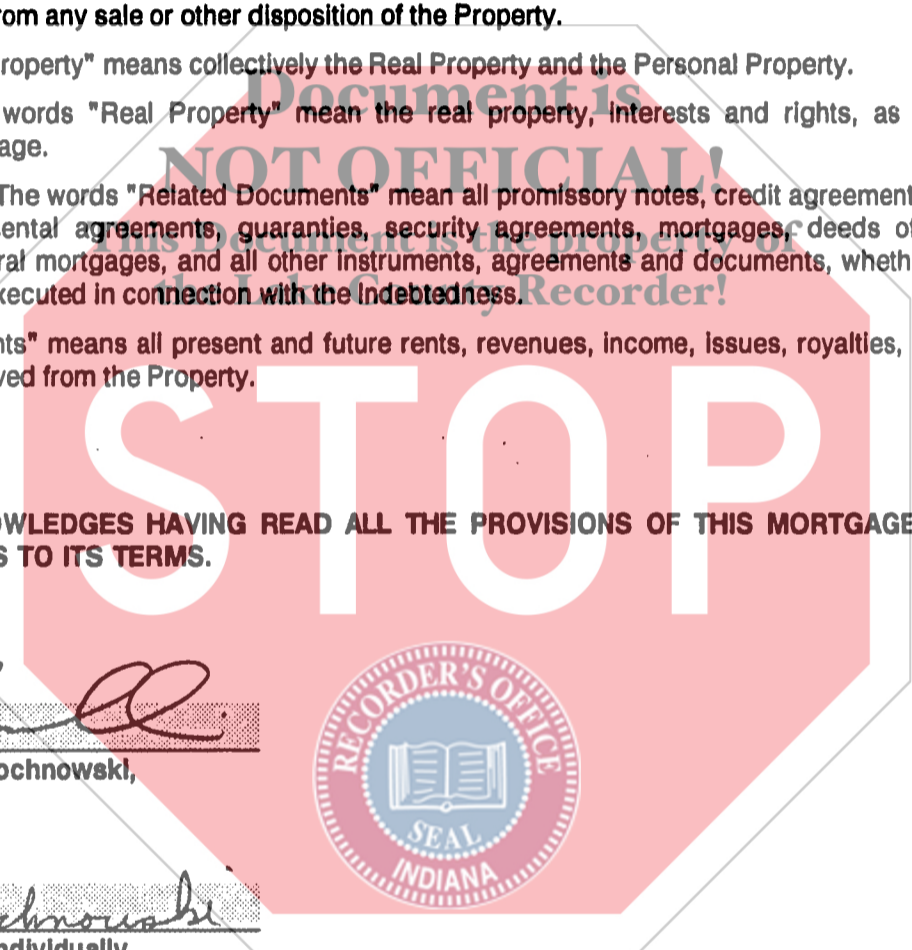 rom any sale or other disposition of the Property.
roperty" means collectively the Real Property and the Personal Property.
Document is
words "Real Property" mean the real property, interests and rights, as
age.
NOT OFFICIAL!
The words "Related Documents" mean all promissory notes, credit agreement
ental agreements, guaranties, security agreements, mortgages, deeds of
This Document is the property of
ral mortgages, and all other instruments, agreements and documents, wheth
xecuted in connection with the Indebtedness.
the Lake County Recorder!
nts" means all present and future rents, revenues, income, issues, royalties,
ved from the Property.
STOP
OWLEDGES HAVING READ ALL THE PROVISIONS OF THIS MORTGAGE
S TO ITS TERMS.
RECORDER'S OFFICE
SEAL
INDIANA
ochnowski,
chnowski
ndividually